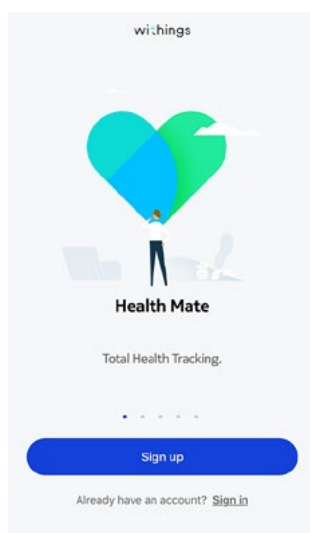 withings
Health Mate
Total Health Tracking.
Sign up
Already have an account? Sign in